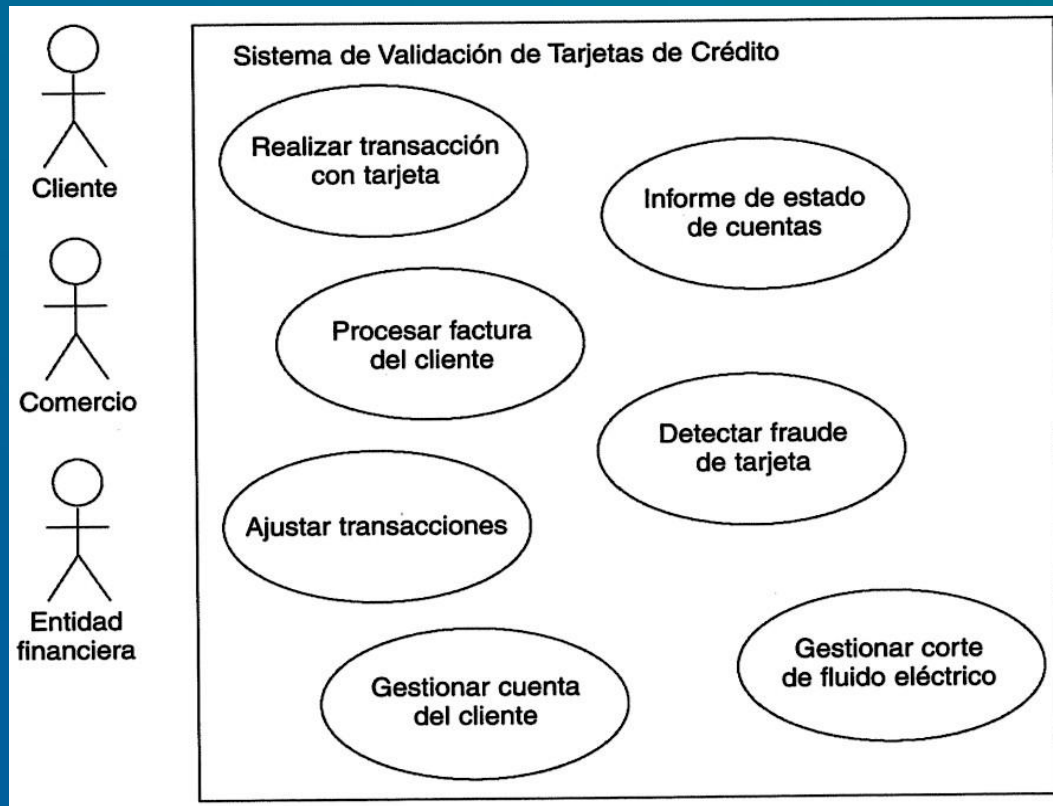 Sistema de Validación de Tarjetas de Crédito
Cliente
Realizar transacción
con tarjeta
Informe de estado
de cuentas
Comercio
Procesar factura
del cliente
Detectar fraude
de tarjeta
Ajustar transacciones
Entidad
financiera
Gestionar cuenta
del cliente
Gestionar corte
de fluido eléctrico